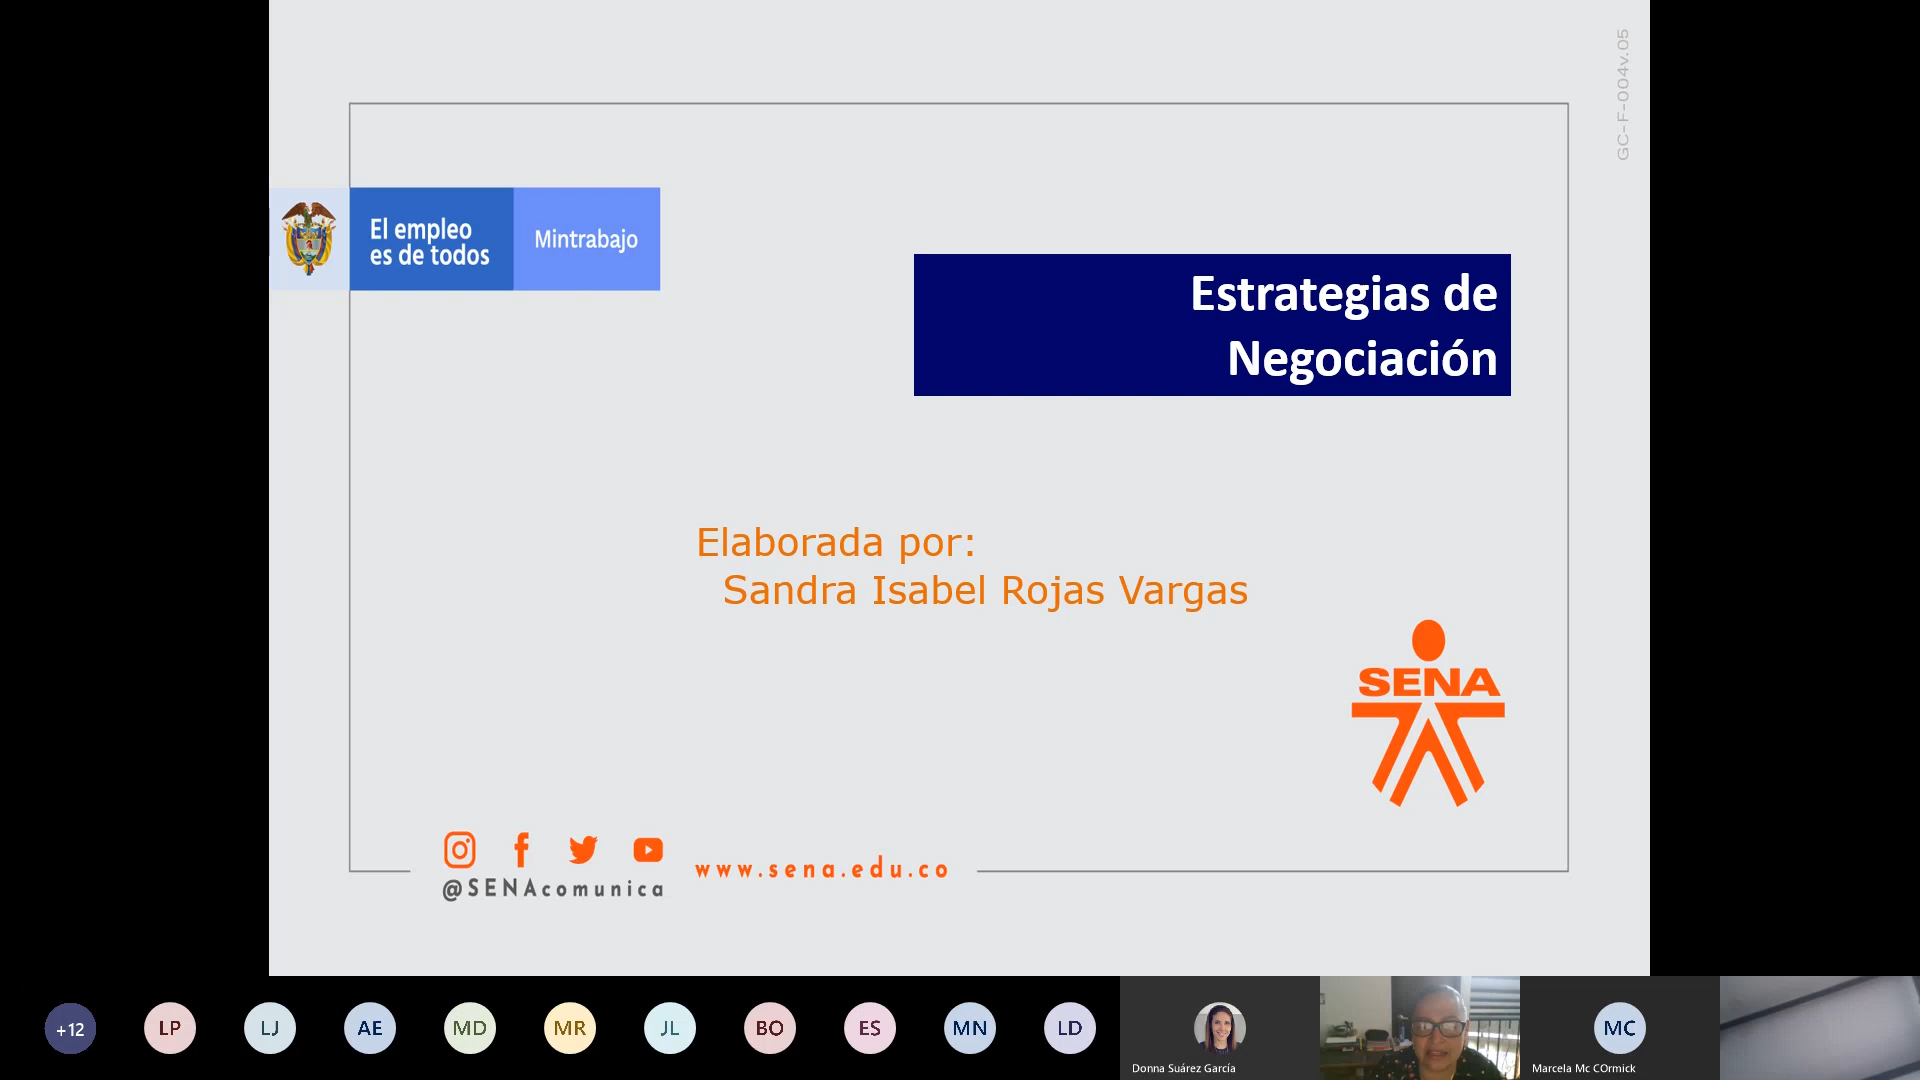 GC-F-004v.05
El empleo
es de todos
Mintrabajo
Estrategias de
Negociación
Elaborada por:
Sandra Isabel Rojas Vargas
SENA
@SENAcomunica
www.sena.edu.co
+12
LP
LJ
AE
MD
MR
JL
BO
ES
MN
LD
Donna Suárez García
MC
Marcela Mc COrmick